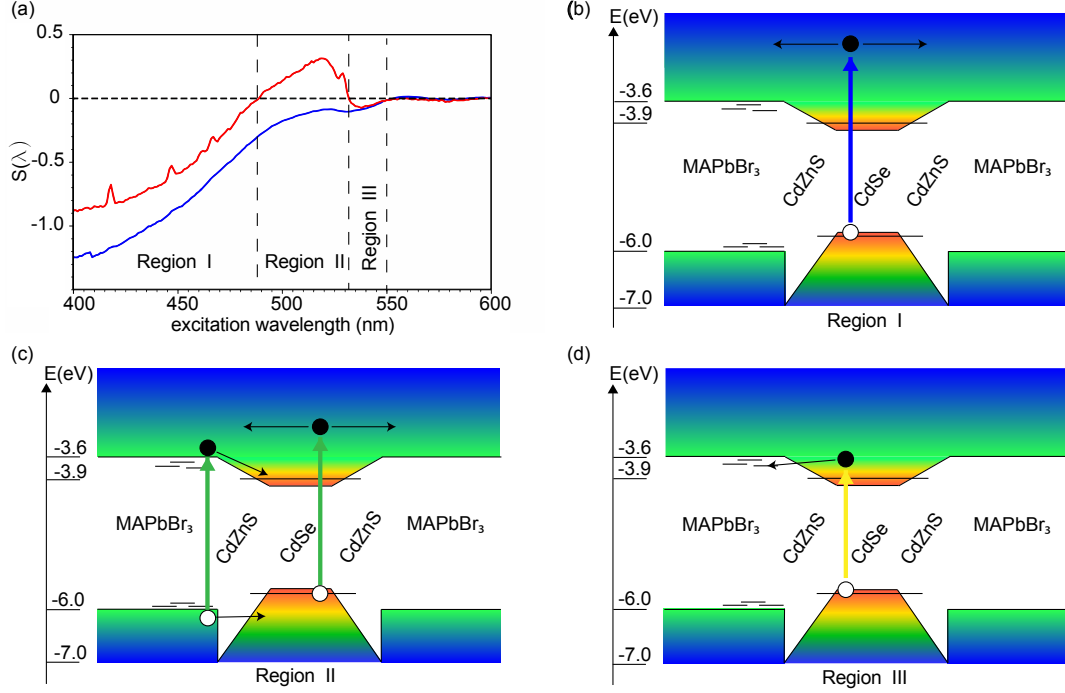 (a)
0.5
0
-0.5
-1.0
S(λ)
Region I
Region II
Region III
400
450
500
550
600
excitation wavelength (nm)
(b)
E(eV)
-3.6
-3.9
-6.0
-7.0
MAPbBr₃
CdZnS
CdSe
CdZnS
MAPbBr₃
Region I
(c)
E(eV)
-3.6
-3.9
-6.0
-7.0
MAPbBr₃
CdZnS
CdSe
CdZnS
MAPbBr₃
Region II
(d)
E(eV)
-3.6
-3.9
-6.0
-7.0
MAPbBr₃
CdZnS
CdSe
CdZnS
MAPbBr₃
Region III